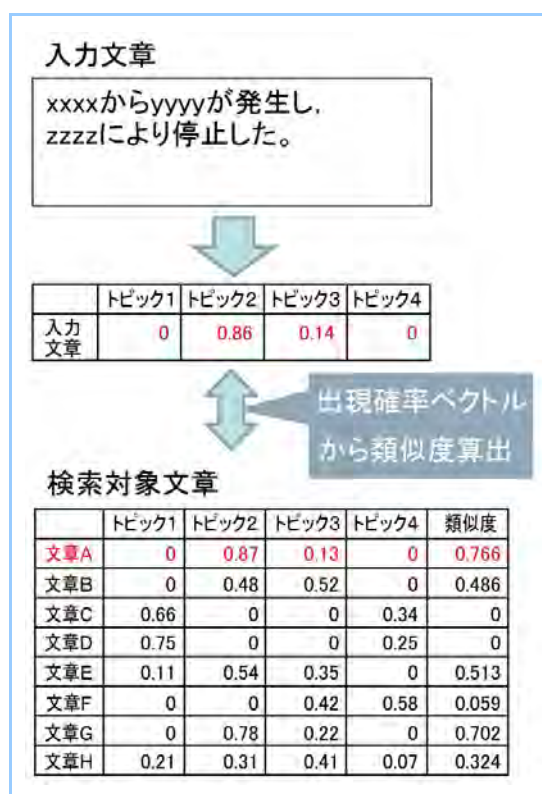 入力文章
xxxxからyyyyが発生し,
zzzzにより停止した。
トピック1 トピック2 トピック3 トピック4
入力文章 0 0.86 0.14 0
出現確率ベクトル
から類似度算出
検索対象文章
トピック1 トピック2 トピック3 トピック4 類似度
文章A 0 0.87 0.13 0 0.766
文章B 0 0.48 0.52 0 0.486
文章C 0.66 0 0 0.34 0
文章D 0.75 0 0 0.25 0
文章E 0.11 0.54 0.35 0 0.513
文章F 0 0 0.42 0.58 0.059
文章G 0 0.78 0.22 0 0.702
文章H 0.21 0.31 0.41 0.07 0.324